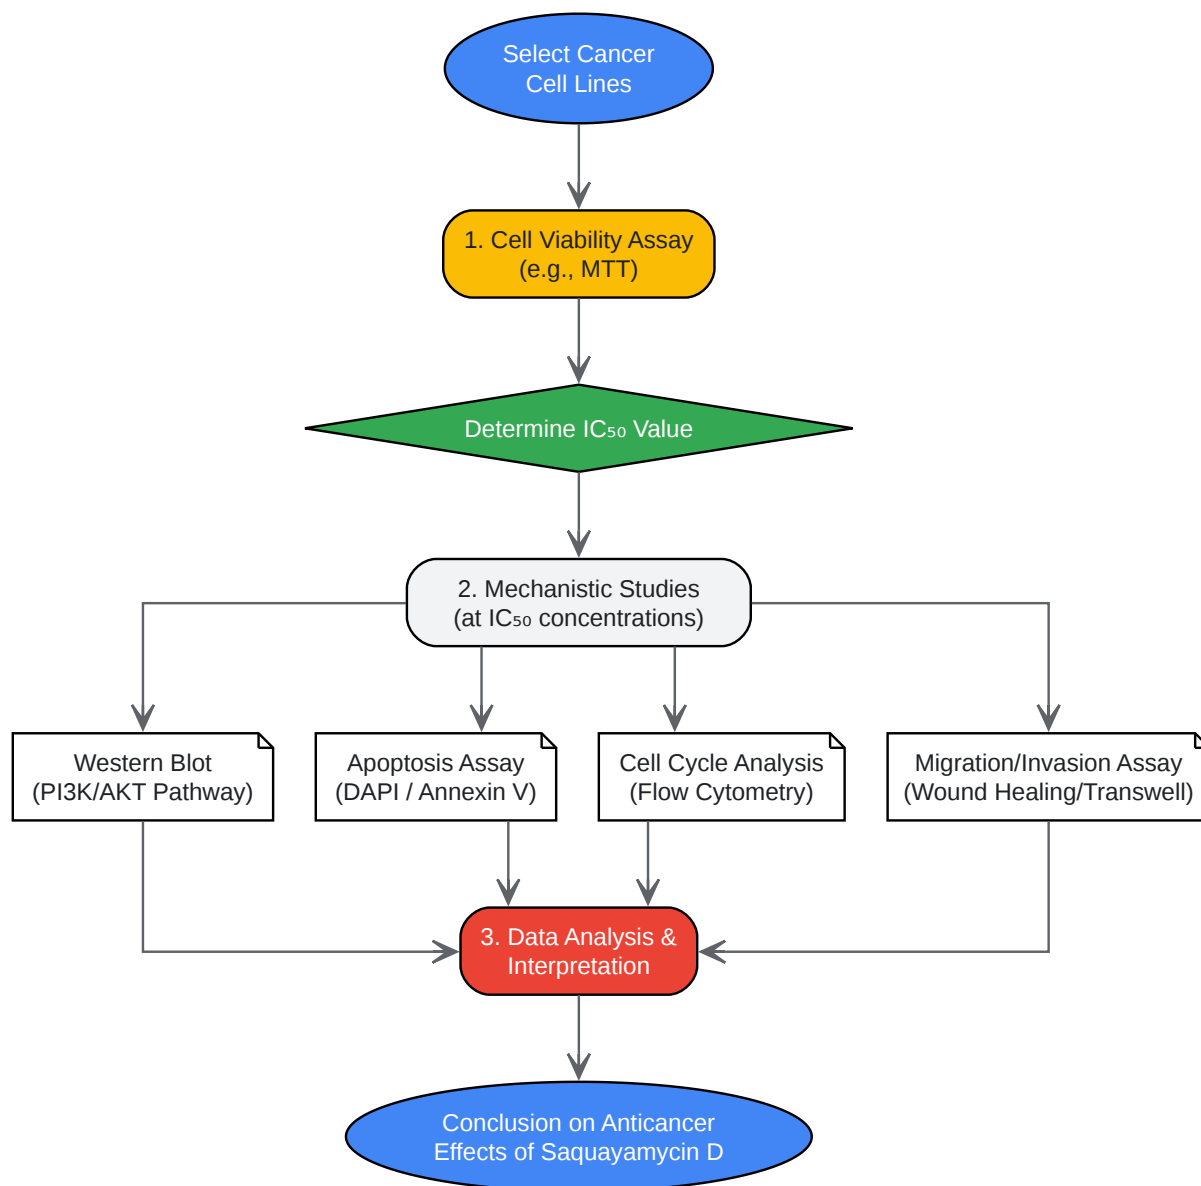 Select Cancer
Cell Lines
1. Cell Viability Assay
(e.g., MTT)
Determine IC₅₀ Value
2. Mechanistic Studies
(at IC₅₀ concentrations)
Western Blot
(PI3K/AKT Pathway)
Apoptosis Assay
(DAPI / Annexin V)
Cell Cycle Analysis
(Flow Cytometry)
Migration/Invasion Assay
(Wound Healing/Transwell)
3. Data Analysis &
Interpretation
Conclusion on Anticancer
Effects of Saquayamycin D